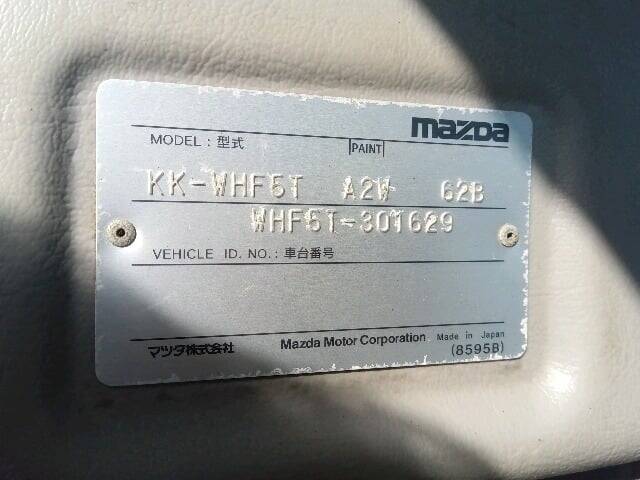 mazda
MODEL : 型式 PAINT
KK-WHF5T A2W 62B
WHF5T-301629
VEHICLE ID. NO. : 車台番号
マツダ株式会社 Mazda Motor Corporation Made in Japan
(8595B)